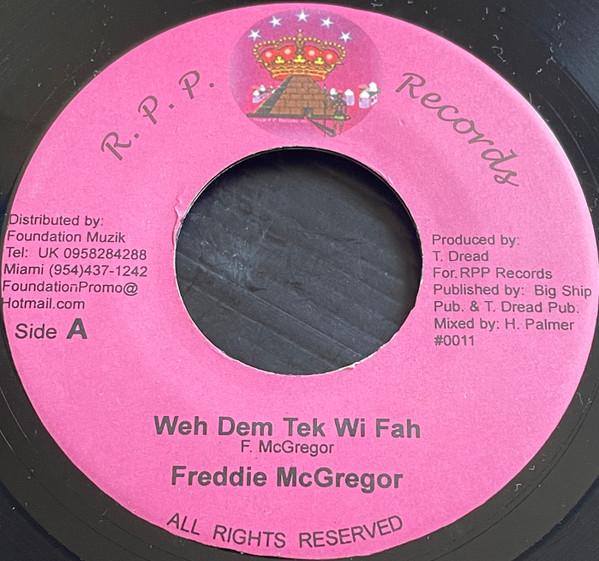 R. P. P. Records
Distributed by:
Foundation Muzik
Tel: UK 0958284288
Miami (954)437-1242
FoundationPromo@
Hotmail.com
Side A
Produced by:
T. Dread
For.RPP Records
Published by: Big Ship
Pub. & T. Dread Pub.
Mixed by: H. Palmer
#0011
Weh Dem Tek Wi Fah
F. McGregor
Freddie McGregor
ALL RIGHTS RESERVED